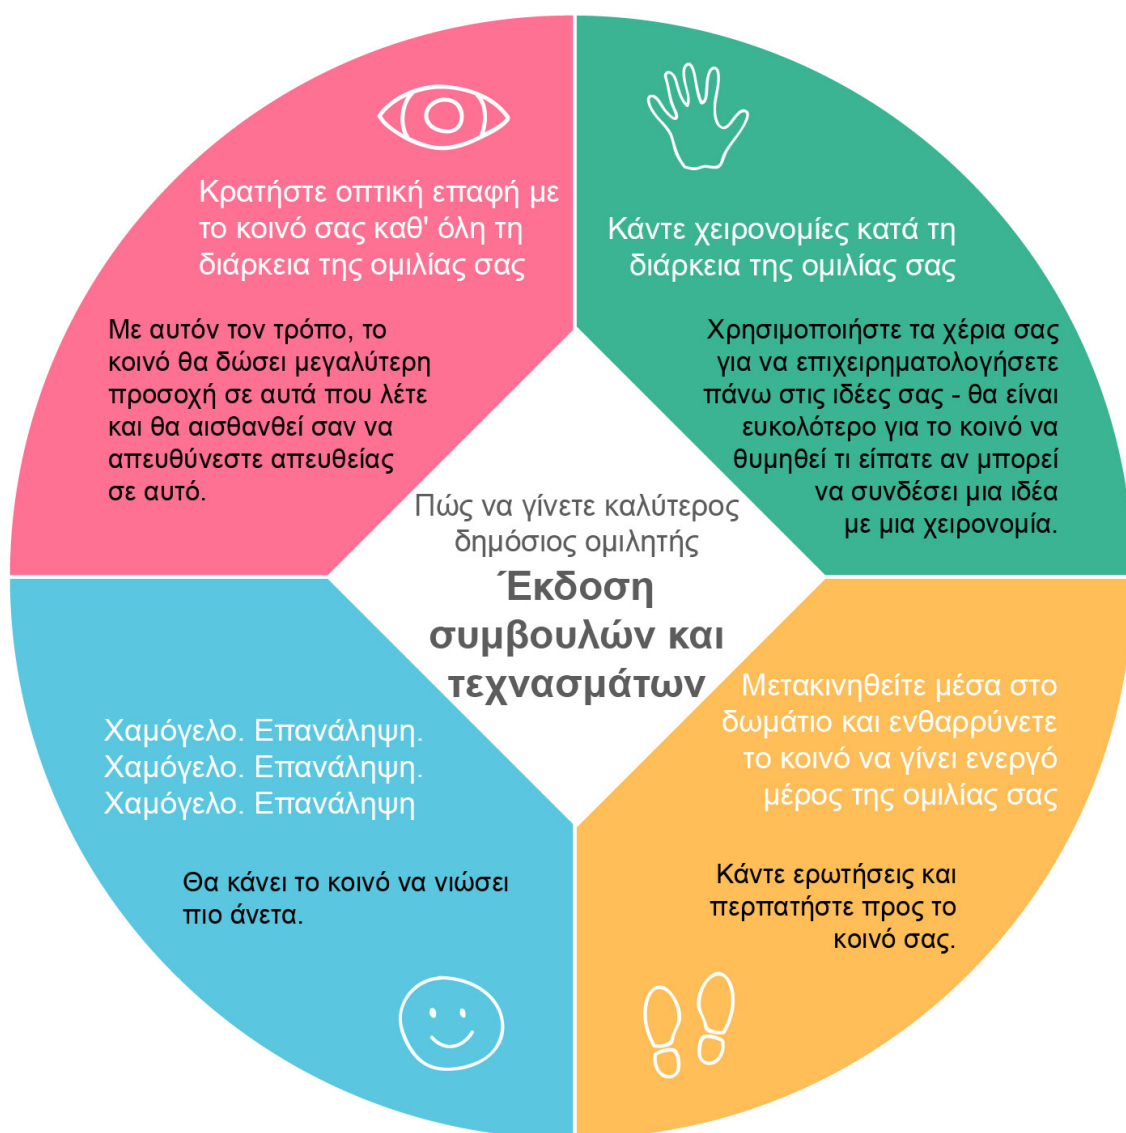 Κρατήστε οπτική επαφή με
το κοινό σας καθ' όλη τη
διάρκεια της ομιλίας σας
Με αυτόν τον τρόπο, το
κοινό θα δώσει μεγαλύτερη
προσοχή σε αυτά που λέτε
και θα αισθανθεί σαν να
απευθύνεστε απευθείας
σε αυτό.
Κάντε χειρονομίες κατά τη
διάρκεια της ομιλίας σας
Χρησιμοποιήστε τα χέρια σας
για να επιχειρηματολογήσετε
πάνω στις ιδέες σας - θα είναι
ευκολότερο για το κοινό να
θυμηθεί τι είπατε αν μπορεί
να συνδέσει μια ιδέα
με μια χειρονομία.
Πώς να γίνετε καλύτερος
δημόσιος ομιλητής
Έκδοση
συμβουλών και
τεχνασμάτων
Χαμόγελο. Επανάληψη.
Χαμόγελο. Επανάληψη.
Χαμόγελο. Επανάληψη
Θα κάνει το κοινό να νιώσει
πιο άνετα.
Μετακινηθείτε μέσα στο
δωμάτιο και ενθαρρύνετε
το κοινό να γίνει ενεργό
μέρος της ομιλίας σας
Κάντε ερωτήσεις και
περπατήστε προς το
κοινό σας.